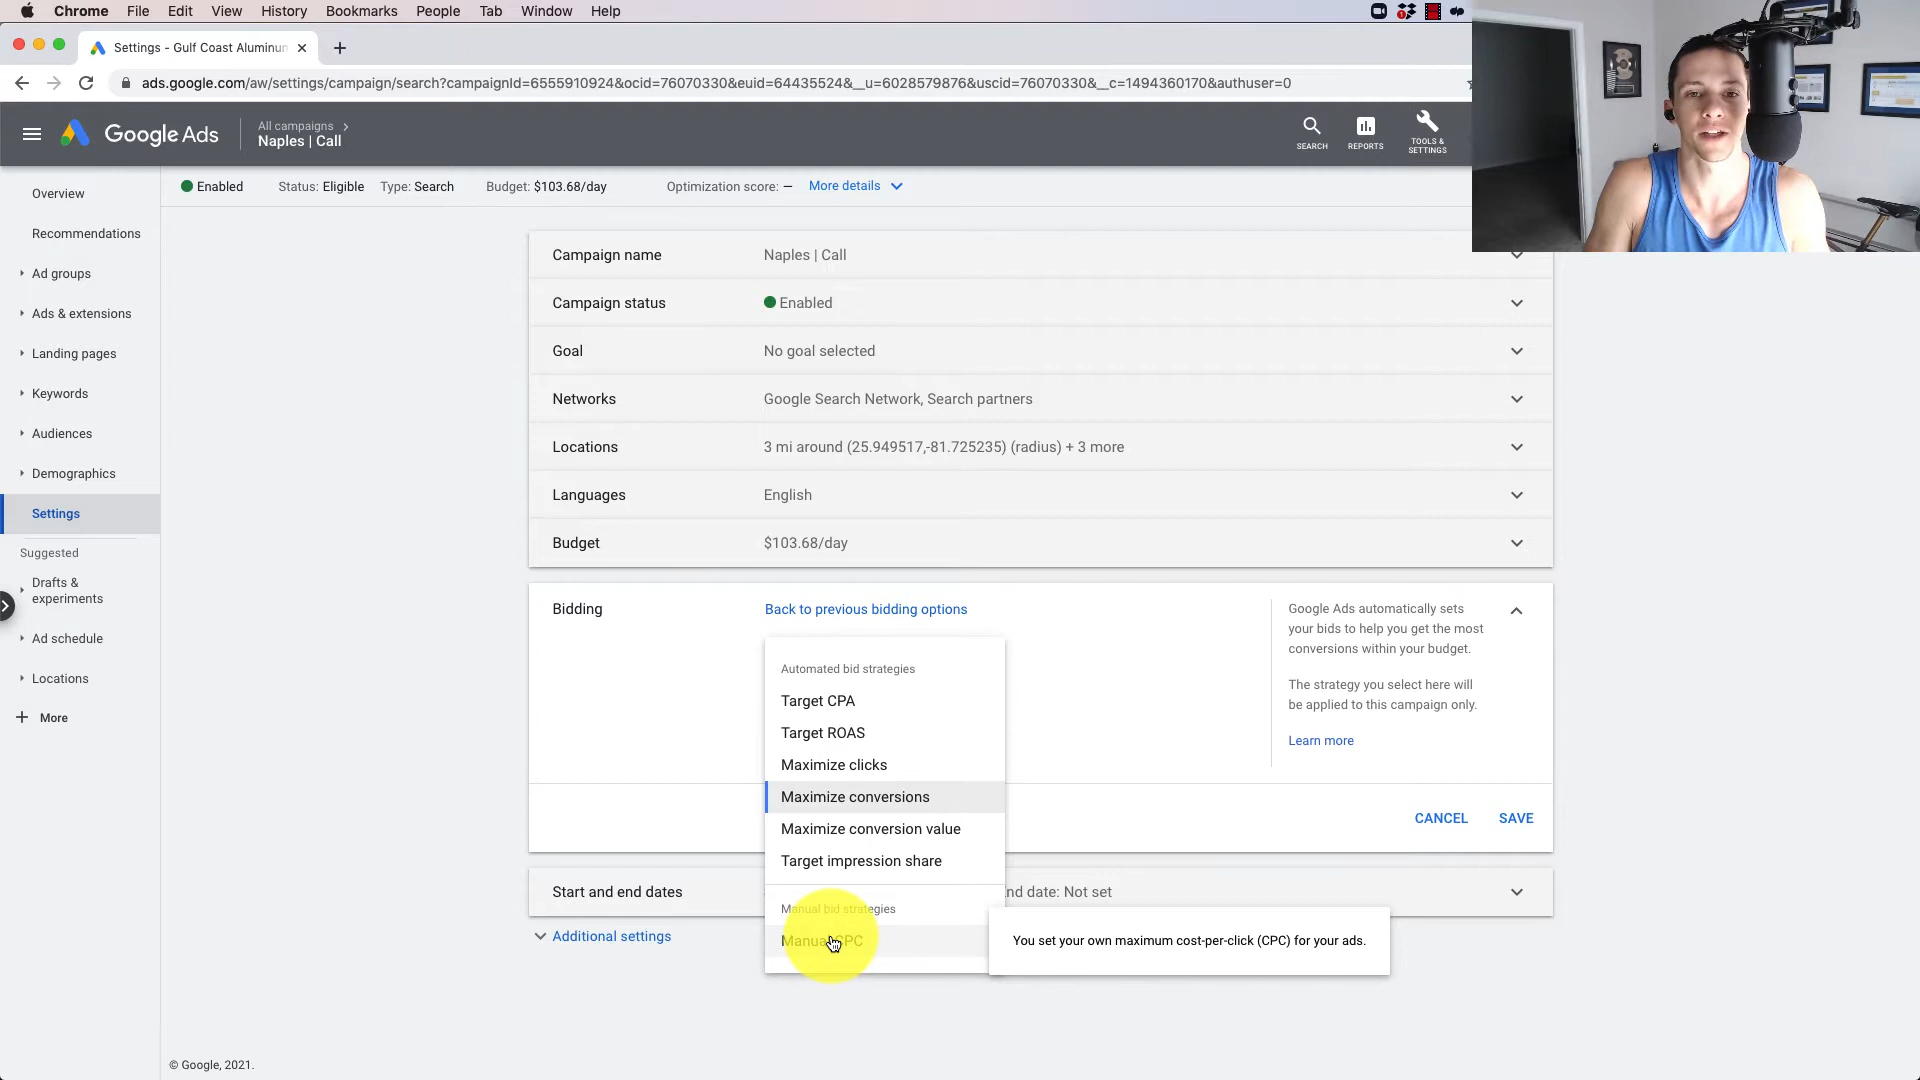 Chrome File Edit View History Bookmarks People Tab Window Help
Settings - Gulf Coast Aluminum
ads.google.com/aw/settings/campaign/search?campaignId=6555910924&ocid=76070330&euid=64435524&__u=6028579876&uscid=76070330&__c=1494360170&authuser=0
Google Ads
All campaigns
Naples | Call
SEARCH
REPORTS
TOOLS &
SETTINGS
Enabled Status: Eligible Type: Search Budget: $103.68/day Optimization score: — More details
Overview
Recommendations
Ad groups
Ads & extensions
Landing pages
Keywords
Audiences
Demographics
Settings
Suggested
Drafts &
experiments
Ad schedule
Locations
More
Campaign name Naples | Call
Campaign status Enabled
Goal No goal selected
Networks Google Search Network, Search partners
Locations 3 mi around (25.949517,-81.725235) (radius) + 3 more
Languages English
Budget $103.68/day
Bidding Back to previous bidding options
Automated bid strategies
Target CPA
Target ROAS
Maximize clicks
Maximize conversions
Maximize conversion value
Target impression share
Manual bid strategies
Manual CPC
You set your own maximum cost-per-click (CPC) for your ads.
Google Ads automatically sets
your bids to help you get the most
conversions within your budget.
The strategy you select here will
be applied to this campaign only.
Learn more
CANCEL SAVE
Start and end dates nd date: Not set
Additional settings
© Google, 2021.